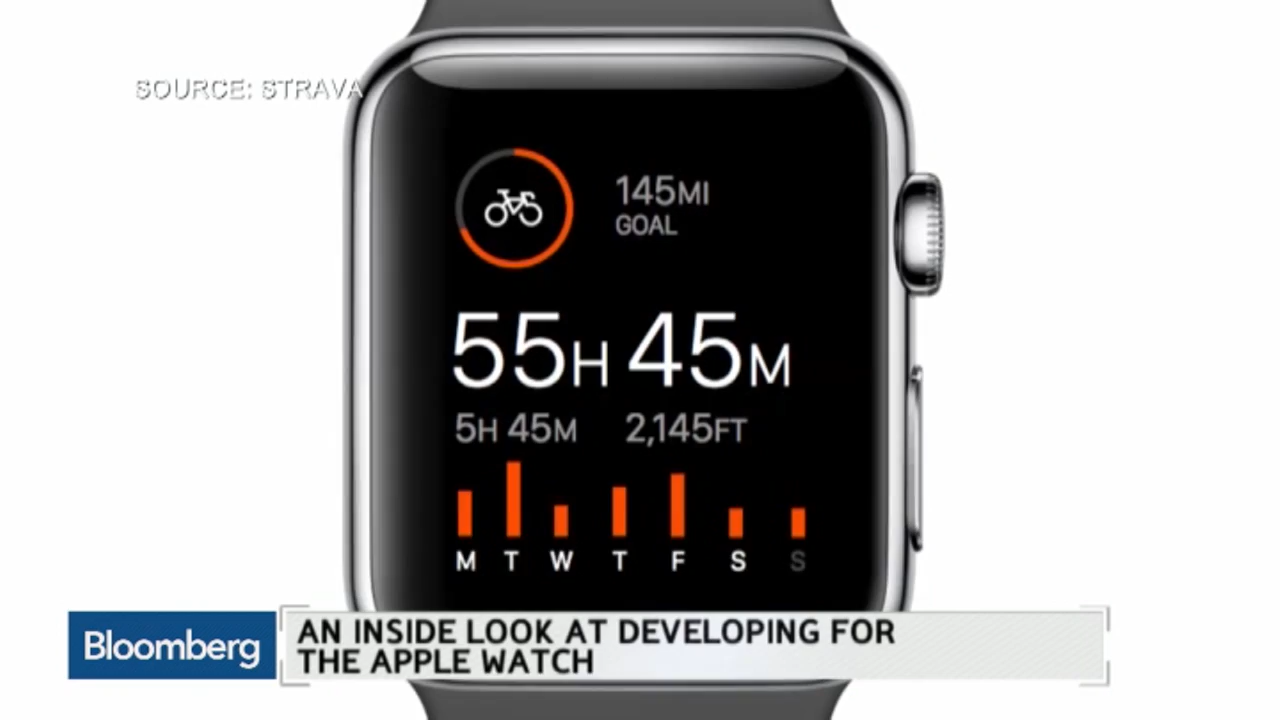 SOURCE: STRAVA
145MI
GOAL
55H 45M
5H 45M 2,145FT
M T W T F S S
Bloomberg
AN INSIDE LOOK AT DEVELOPING FOR
THE APPLE WATCH